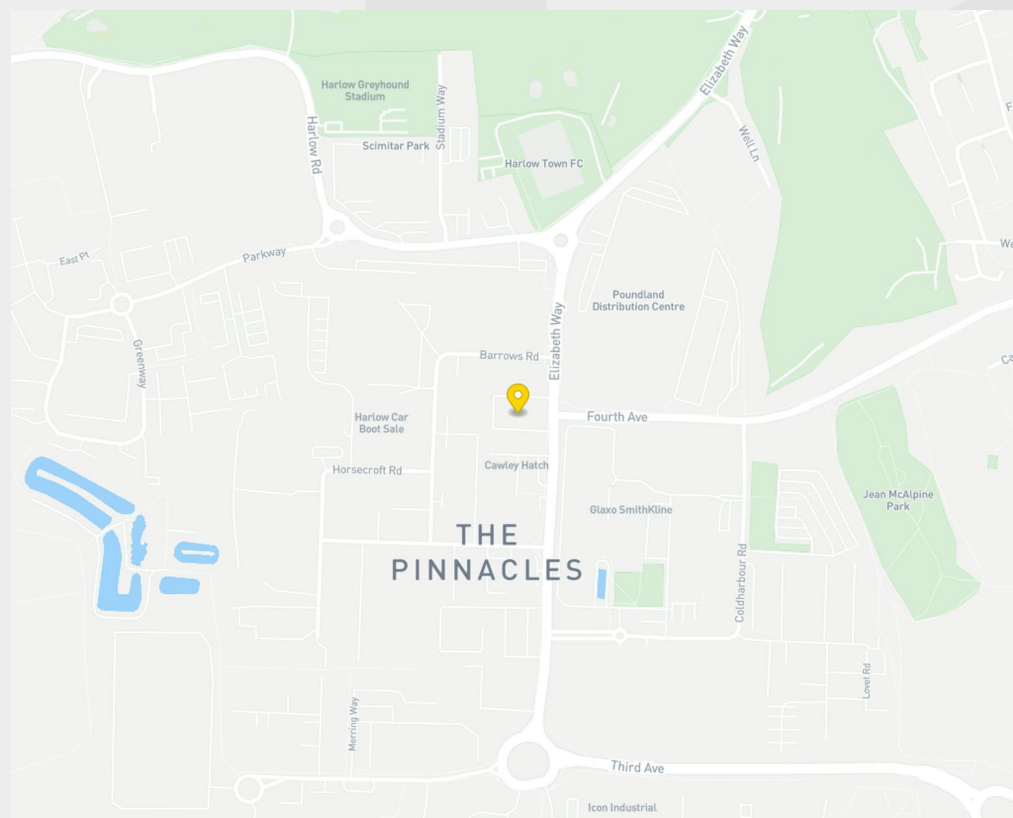 Elizabeth Way
Harlow Greyhound
Stadium
Stadium Way
Harlow Rd
Scimitar Park
Well Ln
Harlow Town FC
East Pt
Parkway
Poundland
Distribution Centre
Elizabeth Way
Greenway
Barrows Rd
Harlow Car
Boot Sale
Fourth Ave
Horsecroft Rd
Cawley Hatch
Jean McAlpine
Park
Glaxo SmithKline
THE
PINNACLES
Coldharbour Rd
Lovet Rd
Merring Way
Third Ave
Icon Industrial